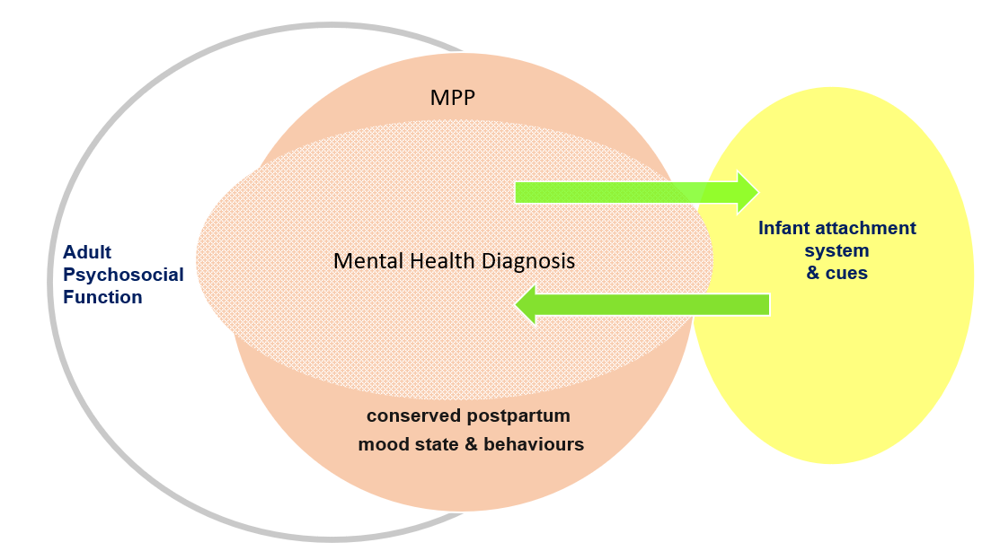 MPP
Adult
Psychosocial
Function
Mental Health Diagnosis
Infant attachment
system
& cues
conserved postpartum
mood state & behaviours